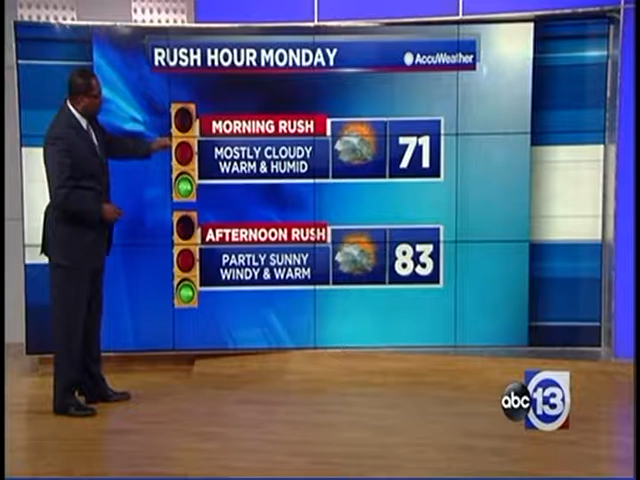 RUSH HOUR MONDAY
AccuWeather
MORNING RUSH
MOSTLY CLOUDY
WARM & HUMID
71
AFTERNOON RUSH
PARTLY SUNNY
WINDY & WARM
83
abc 13